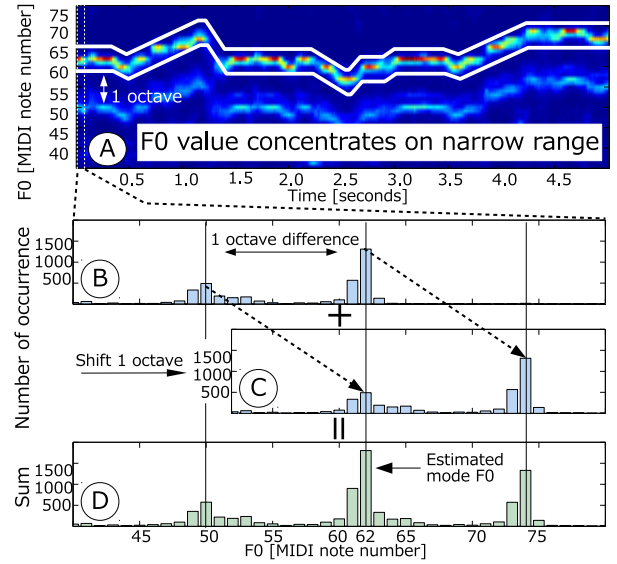 F0 [MIDI note number]
75
70
65
60
55
50
45
40
1 octave
A
F0 value concentrates on narrow range
0.5 1.0 1.5 2.0 2.5 3.0 3.5 4.0 4.5
Time [seconds]
Number of occurrence
1500
1000
500
B
1 octave difference
+
Shift 1 octave
1500
1000
500
C
=
Sum
1500
1000
500
D
Estimated
mode F0
45 50 55 60 62 65 70 75
F0 [MIDI note number]